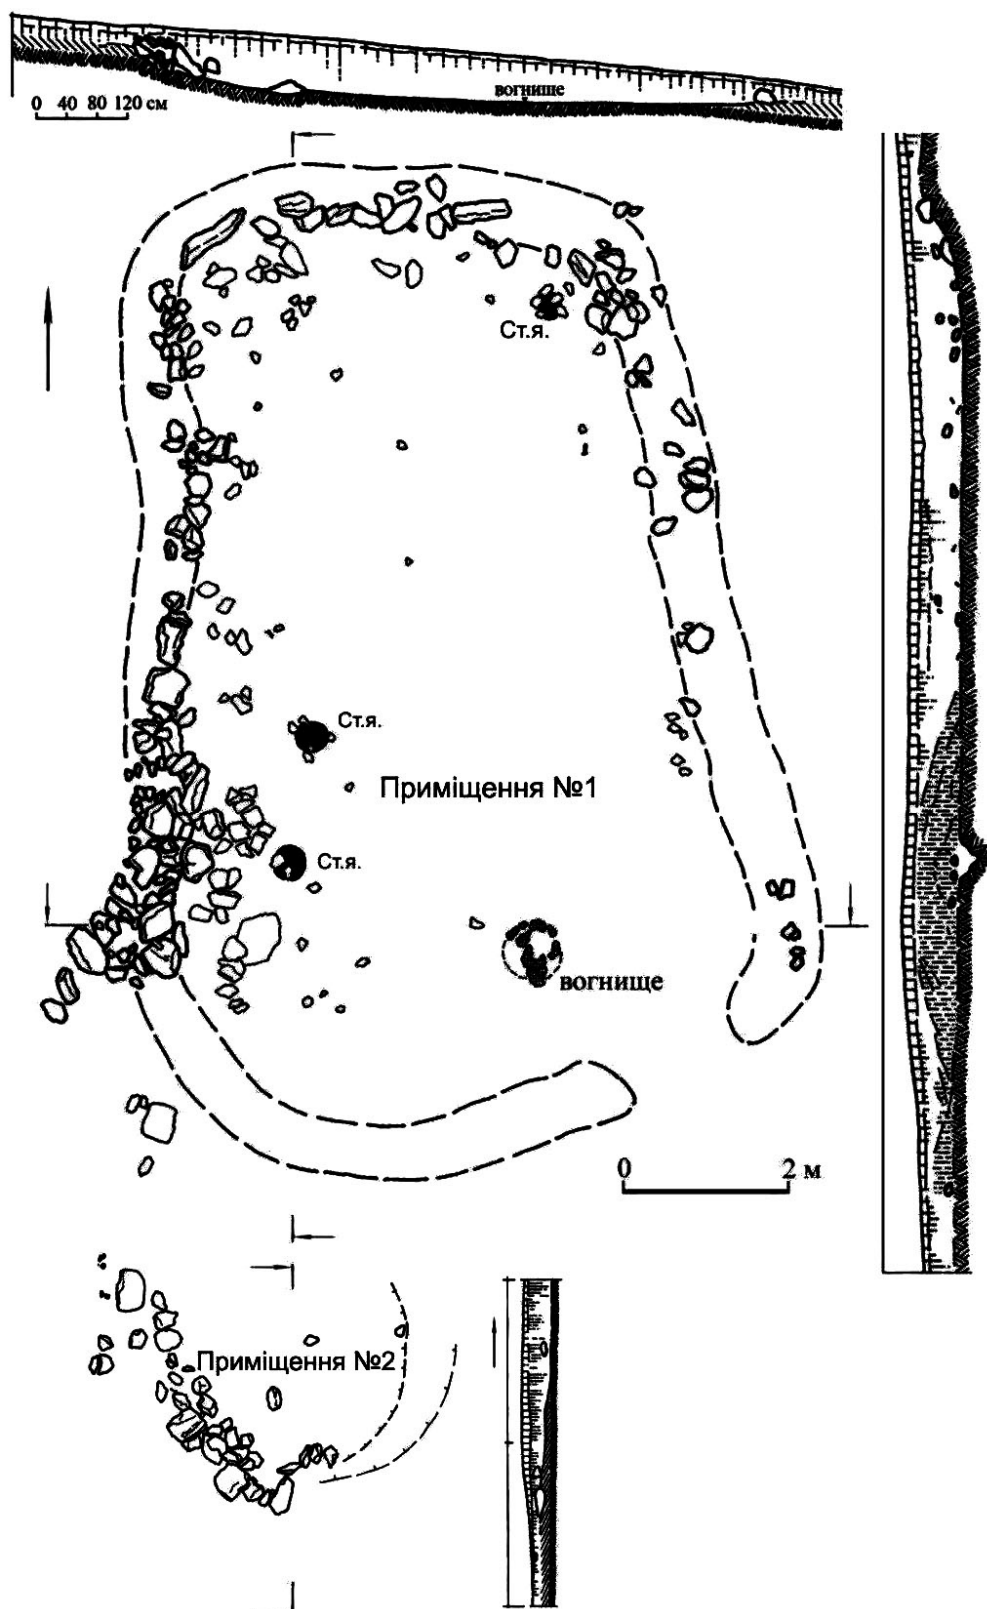 вогнище
0 40 80 120 см
Ст.я.
Ст.я.
Приміщення №1
Ст.я.
вогнище
0 2 м
Приміщення №2